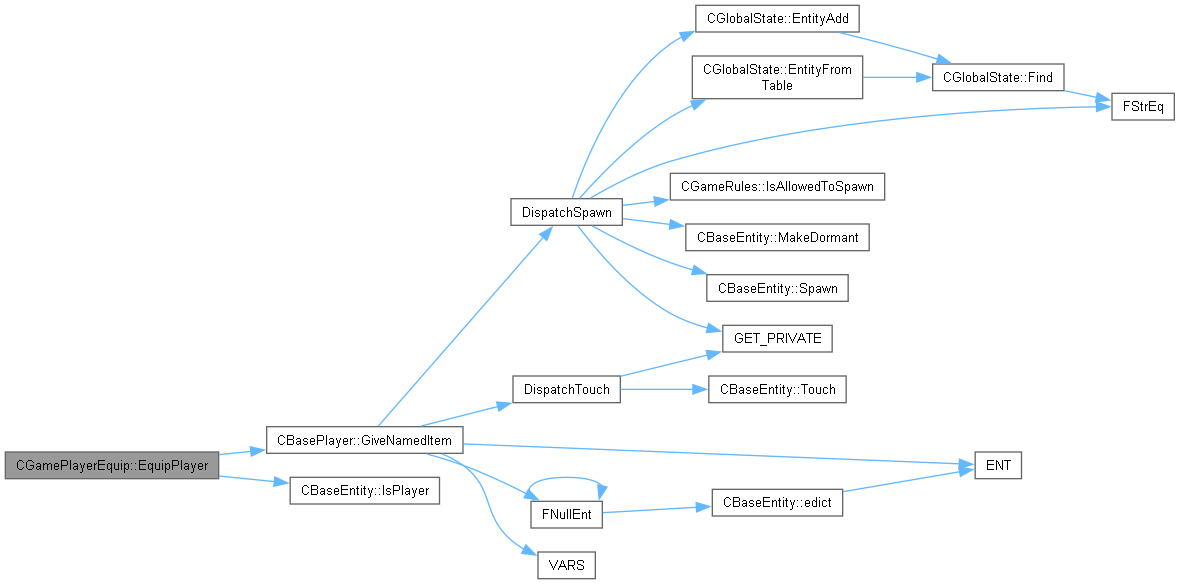 CGlobalState::EntityAdd
CGlobalState::EntityFrom
Table
CGlobalState::Find
FStrEq
CGameRules::IsAllowedToSpawn
DispatchSpawn
CBaseEntity::MakeDormant
CBaseEntity::Spawn
GET_PRIVATE
DispatchTouch
CBaseEntity::Touch
CBasePlayer::GiveNamedItem
CGamePlayerEquip::EquipPlayer
ENT
CBaseEntity::IsPlayer
CBaseEntity::edict
FNullEnt
VARS